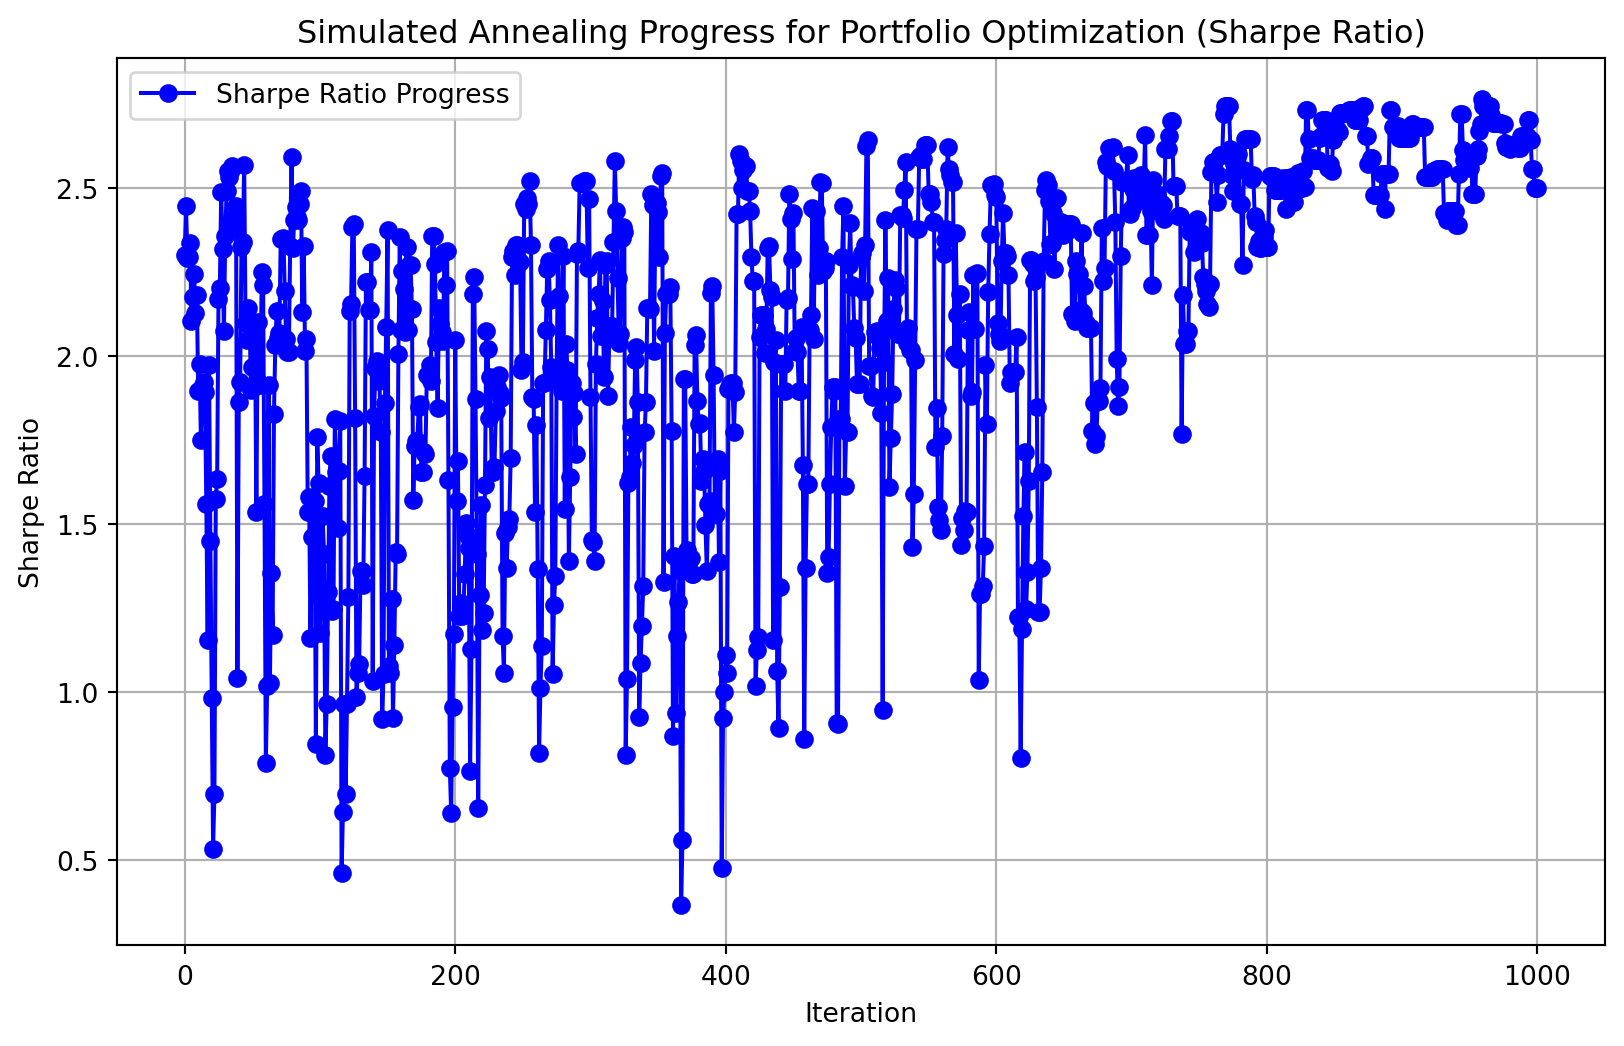 Simulated Annealing Progress for Portfolio Optimization (Sharpe Ratio)
Sharpe Ratio Progress
2.5
2.0
1.5
1.0
0.5
Sharpe Ratio
0 200 400 600 800 1000
Iteration